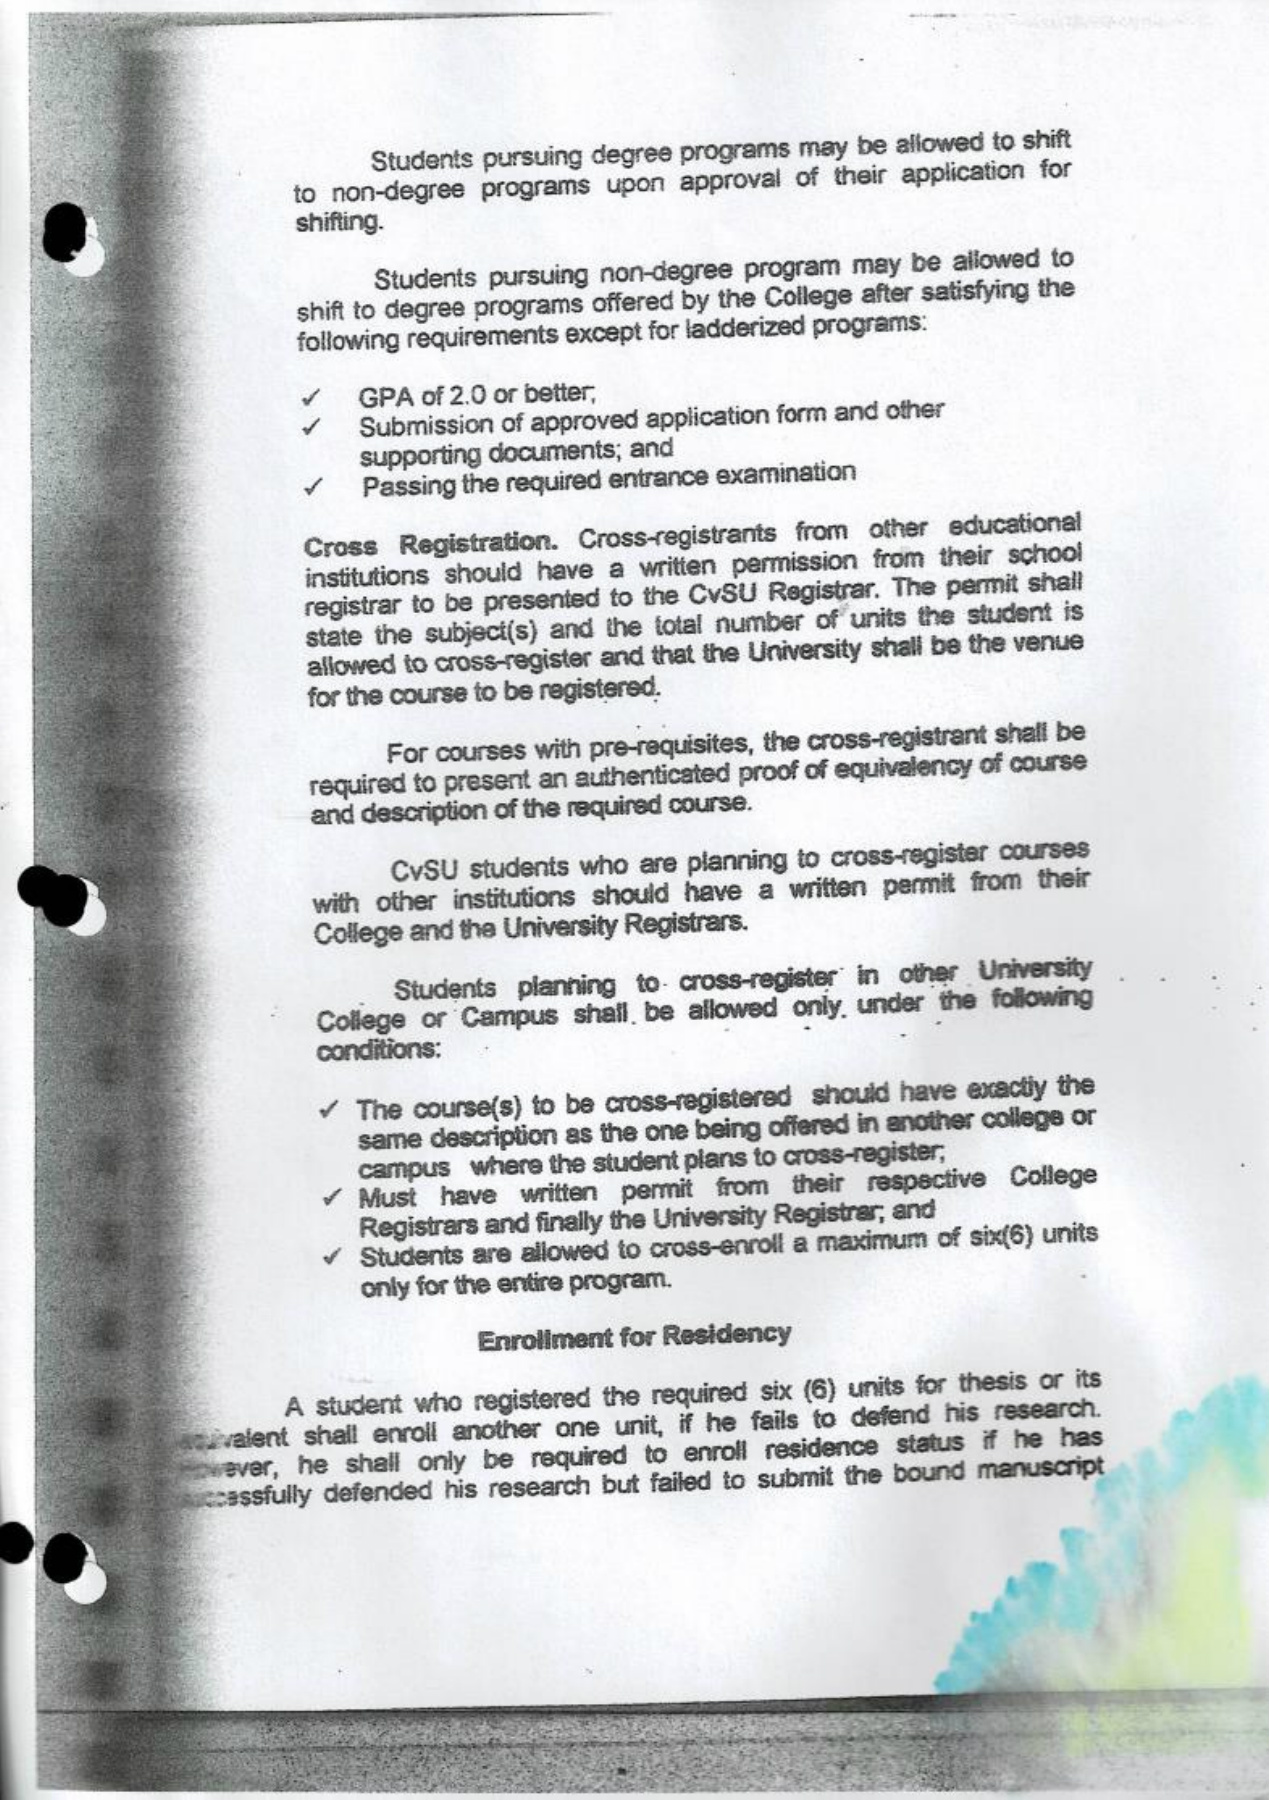 Students pursuing degree programs may be allowed to shift
to non-degree programs upon approval of their application for
shifting.
Students pursuing non-degree program may be allowed to
shift to degree programs offered by the College after satisfying the
following requirements except for ladderized programs:
✓ GPA of 2.0 or better;
✓ Submission of approved application form and other
supporting documents; and
✓ Passing the required entrance examination
Cross Registration. Cross-registrants from other educational
institutions should have a written permission from their school
registrar to be presented to the CvSU Registrar. The permit shall
state the subject(s) and the total number of units the student is
allowed to cross-register and that the University shall be the venue
for the course to be registered.
For courses with pre-requisites, the cross-registrant shall be
required to present an authenticated proof of equivalency of course
and description of the required course.
CvSU students who are planning to cross-register courses
with other institutions should have a written permit from their
College and the University Registrars.
Students planning to cross-register in other University
College or Campus shall be allowed only under the following
conditions:
✓ The course(s) to be cross-registered should have exactly the
same description as the one being offered in another college or
campus where the student plans to cross-register;
✓ Must have written permit from their respective College
Registrars and finally the University Registrar; and
✓ Students are allowed to cross-enroll a maximum of six(6) units
only for the entire program.
Enrollment for Residency
A student who registered the required six (6) units for thesis or its
shall enroll another one unit, if he fails to defend his research.
he shall only be required to enroll residence status if he has
defended his research but failed to submit the bound manuscript